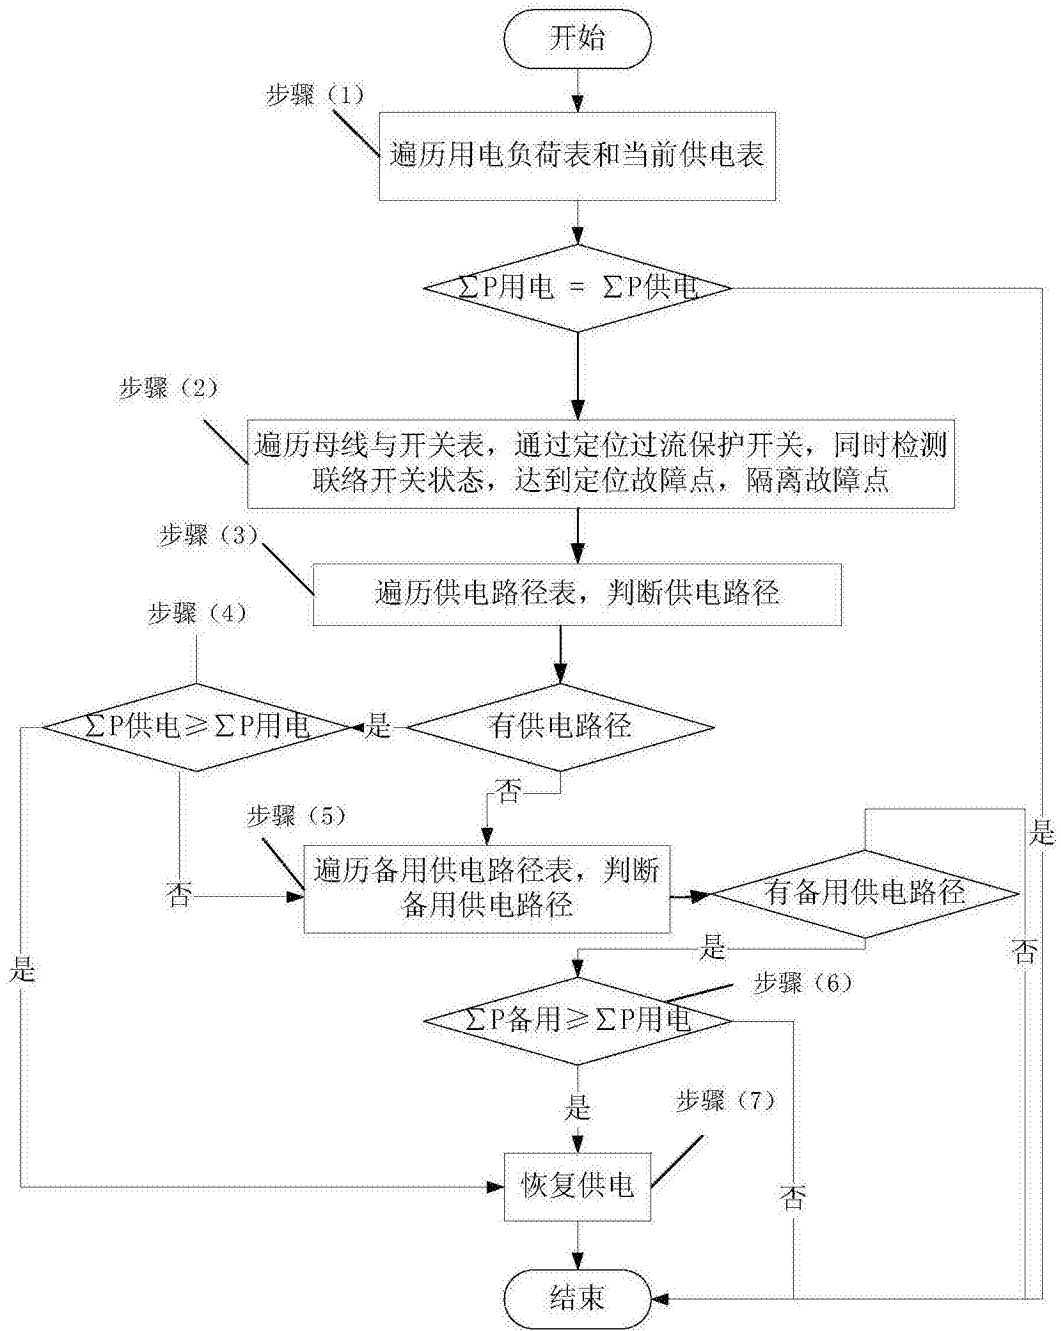 开始
步骤（1）
遍历用电负荷表和当前供电表
∑P用电 = ∑P供电
步骤（2）
遍历母线与开关表，通过定位过流保护开关，同时检测
联络开关状态，达到定位故障点，隔离故障点
步骤（3）
遍历供电路径表，判断供电路径
步骤（4）
∑P供电≥∑P用电
是
有供电路径
否
步骤（5）
是
遍历备用供电路径表，判断
备用供电路径
否
有备用供电路径
是
否
是
步骤（6）
∑P备用≥∑P用电
是
步骤（7）
恢复供电
否
结束